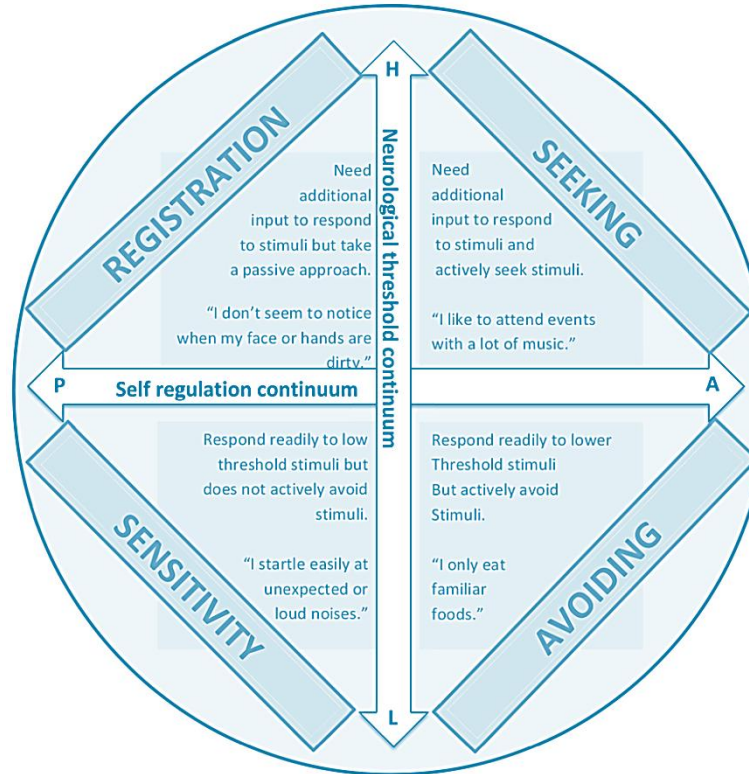 H
REGISTRATION
SEEKING
Neurological threshold continuum
Need
additional
input to respond
to stimuli but take
a passive approach.
"I don't seem to notice
when my face or hands are
dirty."
Need
additional
input to respond
to stimuli and
actively seek stimuli.
"I like to attend events
with a lot of music."
P
Self regulation continuum
A
Respond readily to low
threshold stimuli but
does not actively avoid
stimuli.
"I startle easily at
unexpected or
loud noises."
Respond readily to lower
Threshold stimuli
But actively avoid
Stimuli.
"I only eat
familiar
foods."
SENSITIVITY
AVOIDING
L